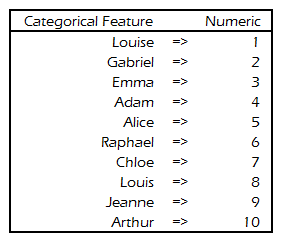 Categorical Feature Numeric
Louise => 1
Gabriel => 2
Emma => 3
Adam => 4
Alice => 5
Raphael => 6
Chloe => 7
Louis => 8
Jeanne => 9
Arthur => 10